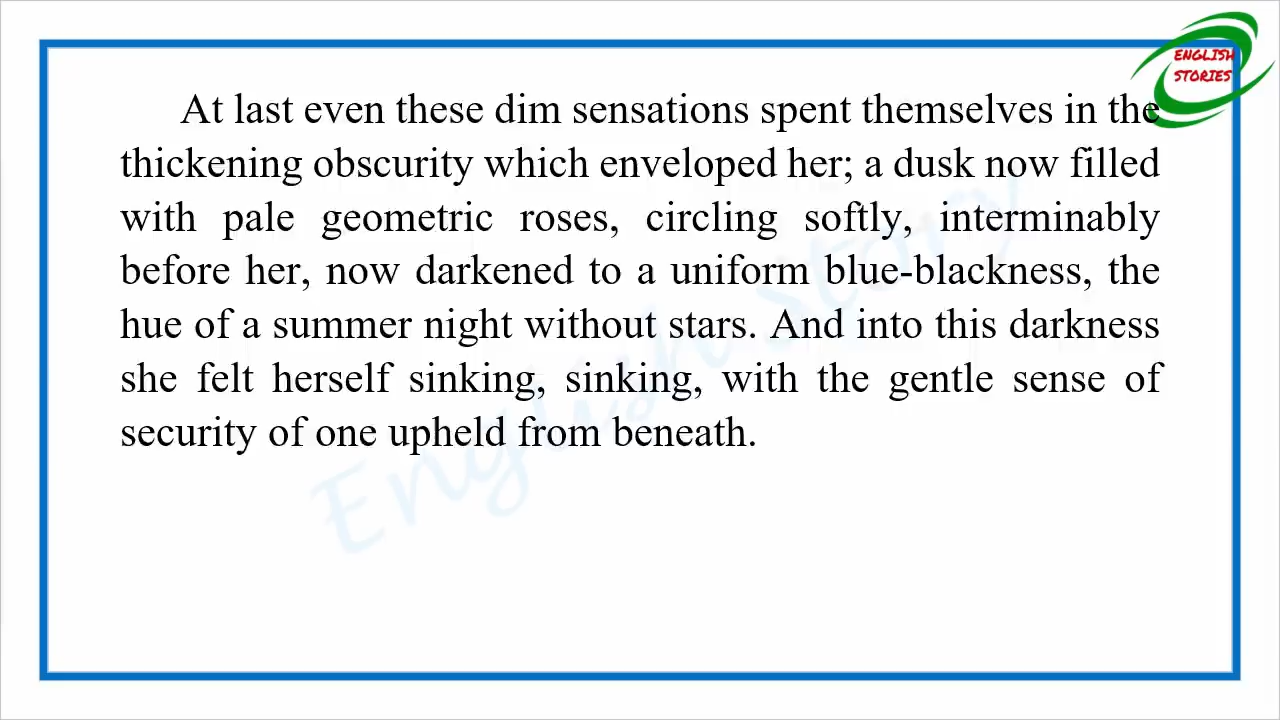 ENGLISH
STORIES
At last even these dim sensations spent themselves in the
thickening obscurity which enveloped her; a dusk now filled
with pale geometric roses, circling softly, interminably
before her, now darkened to a uniform blue-blackness, the
hue of a summer night without stars. And into this darkness
she felt herself sinking, sinking, with the gentle sense of
security of one upheld from beneath.
English Story